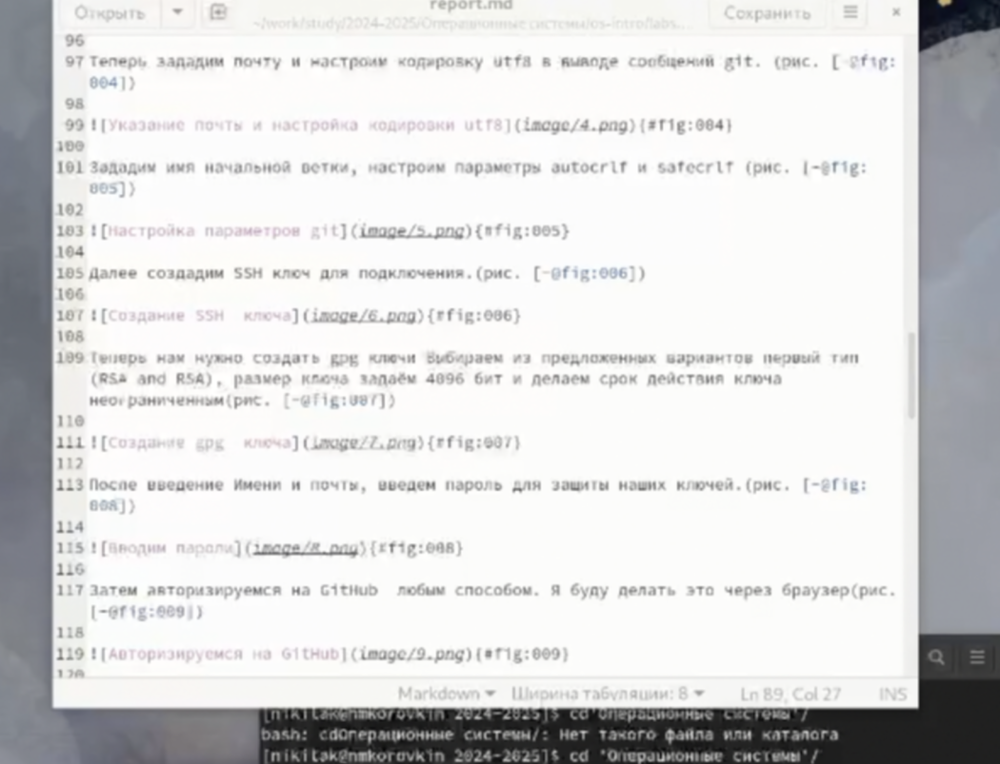 Открыть
report.md
~/work/study/2024-2025/Операционные системы/os-intro/labs...
Сохранить
96
97 Теперь зададим почту и настроим кодировку utf8 в выводе сообщений git. (рис. [-@fig:
004])
98
99 ![Указание почты и настройка кодировки utf8](image/4.png){#fig:004}
100
101 Зададим имя начальной ветки, настроим параметры autocrlf и safecrlf (рис. [-@fig:
005])
102
103 ![Настройка параметров git](image/5.png){#fig:005}
104
105 Далее создадим SSH ключ для подключения.(рис. [-@fig:006])
106
107 ![Создание SSH  ключа](image/6.png){#fig:006}
108
109 Теперь нам нужно создать gpg ключи Выбираем из предложенных вариантов первый тип
(RSA and RSA), размер ключа задаём 4096 бит и делаем срок действия ключа
неограниченным(рис. [-@fig:007])
110
111 ![Создание gpg  ключа](image/7.png){#fig:007}
112
113 После введение Имени и почты, введем пароль для защиты наших ключей.(рис. [-@fig:
008])
114
115 ![Вводим пароли](image/8.png){#fig:008}
116
117 Затем авторизируемся на GitHub  любым способом. Я буду делать это через браузер(рис.
[-@fig:009])
118
119 ![Авторизируемся на GitHub](image/9.png){#fig:009}
120
Markdown Ширина табуляции: 8 Ln 89, Col 27 INS
[nikitak@nmkorovkin 2024-2025]$ cd'Операционные системы'/
bash: cdОперационные системы/: Нет такого файла или каталога
[nikitak@nmkorovkin 2024-2025]$ cd 'Операционные системы'/